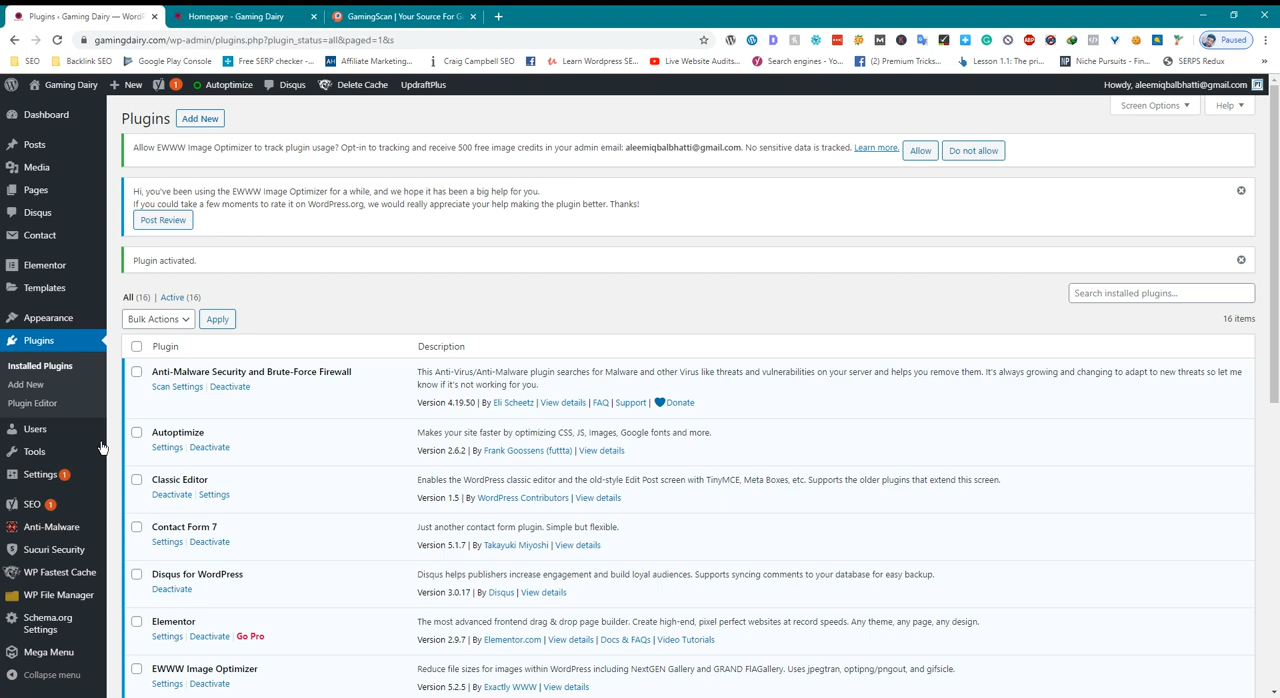 Plugins ‹ Gaming Dairy — WordP
Homepage - Gaming Dairy
GamingScan | Your Source For G
gamingdairy.com/wp-admin/plugins.php?plugin_status=all&paged=1&s
Paused
SEO
Backlink SEO
Google Play Console
Free SERP checker -...
Affiliate Marketing...
Craig Campbell SEO
Learn Wordpress SE...
Live Website Audits...
Search engines - Yo...
(2) Premium Tricks...
Lesson 1.1: The pri...
Niche Pursuits - Fin...
SERPS Redux
Gaming Dairy
New
1
Autoptimize
Disqus
Delete Cache
UpdraftPlus
Howdy, aleemiqbalbhatti@gmail.com
Dashboard
Posts
Media
Pages
Disqus
Contact
Elementor
Templates
Appearance
Plugins
Installed Plugins
Add New
Plugin Editor
Users
Tools
Settings 1
SEO 1
Anti-Malware
Sucuri Security
WP Fastest Cache
WP File Manager
Schema.org
Settings
Mega Menu
Collapse menu
Screen Options
Help
Plugins
Add New
Allow EWWW Image Optimizer to track plugin usage? Opt-in to tracking and receive 500 free image credits in your admin email: aleemiqbalbhatti@gmail.com. No sensitive data is tracked. Learn more. Allow Do not allow
Hi, you've been using the EWWW Image Optimizer for a while, and we hope it has been a big help for you.
If you could take a few moments to rate it on WordPress.org, we would really appreciate your help making the plugin better. Thanks!
Post Review
Plugin activated.
All (16) | Active (16)
Search installed plugins...
Bulk Actions
Apply
16 items
Plugin Description
Anti-Malware Security and Brute-Force Firewall
Scan Settings | Deactivate
This Anti-Virus/Anti-Malware plugin searches for Malware and other Virus like threats and vulnerabilities on your server and helps you remove them. It's always growing and changing to adapt to new threats so let me
know if it's not working for you.
Version 4.19.50 | By Eli Scheetz | View details | FAQ | Support | Donate
Autoptimize
Settings | Deactivate
Makes your site faster by optimizing CSS, JS, Images, Google fonts and more.
Version 2.6.2 | By Frank Goossens (futtta) | View details
Classic Editor
Deactivate | Settings
Enables the WordPress classic editor and the old-style Edit Post screen with TinyMCE, Meta Boxes, etc. Supports the older plugins that extend this screen.
Version 1.5 | By WordPress Contributors | View details
Contact Form 7
Settings | Deactivate
Just another contact form plugin. Simple but flexible.
Version 5.1.7 | By Takayuki Miyoshi | View details
Disqus for WordPress
Deactivate
Disqus helps publishers increase engagement and build loyal audiences. Supports syncing comments to your database for easy backup.
Version 3.0.17 | By Disqus | View details
Elementor
Settings | Deactivate | Go Pro
The most advanced frontend drag & drop page builder. Create high-end, pixel perfect websites at record speeds. Any theme, any page, any design.
Version 2.9.7 | By Elementor.com | View details | Docs & FAQs | Video Tutorials
EWWW Image Optimizer
Settings | Deactivate
Reduce file sizes for images within WordPress including NextGEN Gallery and GRAND FlAGallery. Uses jpegtran, optipng/pngout, and gifsicle.
Version 5.2.5 | By Exactly WWW | View details